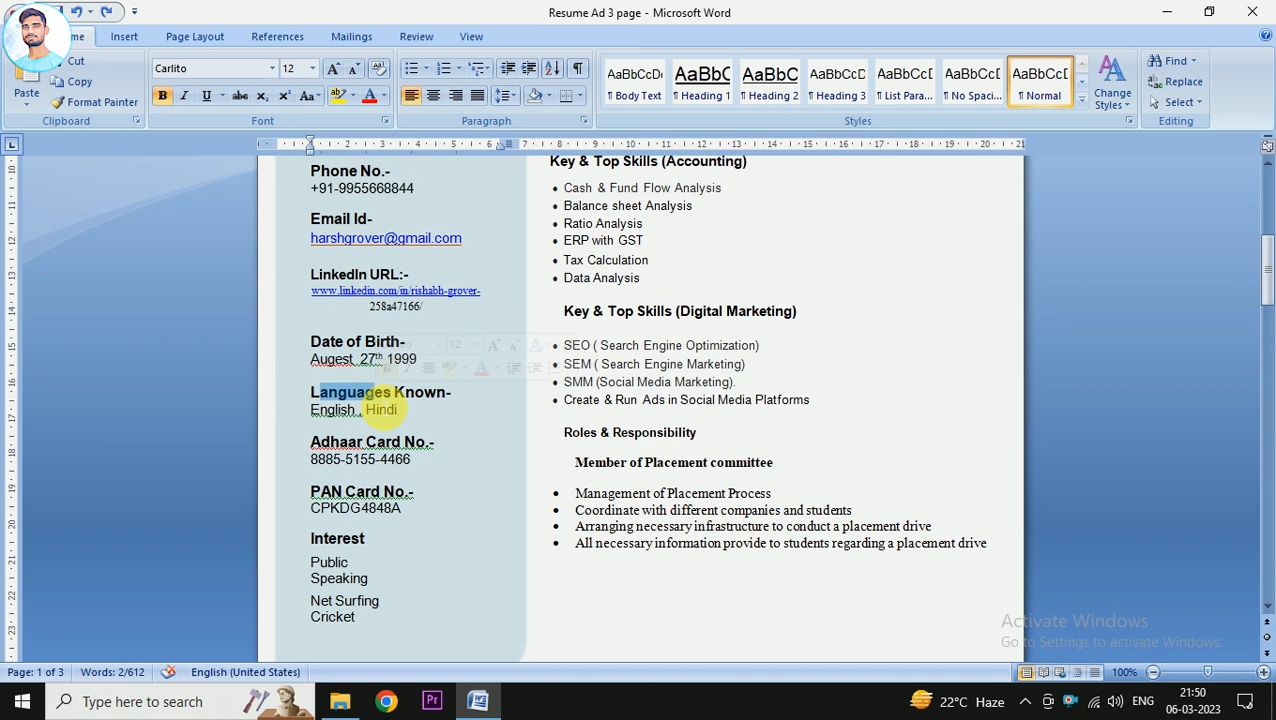 Resume Ad 3 page - Microsoft Word
Insert
Page Layout
References
Mailings
Review
View
Paste
Cut
Copy
Format Painter
Clipboard
Carlito
12
Font
Paragraph
AaBbCcDc
¶ Body Text
AaBbC
¶ Heading 1
AaBbC
¶ Heading 2
AaBbCcD
¶ Heading 3
AaBbCcD
¶ List Para...
AaBbCcD
¶ No Spaci...
AaBbCcD
¶ Normal
Change
Styles
Styles
Find
Replace
Select
Editing
Phone No.-
+91-9955668844
Email Id-
harshgrover@gmail.com
LinkedIn URL:-
www.linkedin.com/in/rishabh-grover-
258a47166/
Date of Birth-
Augest 27th 1999
Languages Known-
English , Hindi
Adhaar Card No.-
8885-5155-4466
PAN Card No.-
CPKDG4848A
Interest
Public
Speaking
Net Surfing
Cricket
Key & Top Skills (Accounting)
• Cash & Fund Flow Analysis
• Balance sheet Analysis
• Ratio Analysis
• ERP with GST
• Tax Calculation
• Data Analysis
Key & Top Skills (Digital Marketing)
• SEO ( Search Engine Optimization)
• SEM ( Search Engine Marketing)
• SMM (Social Media Marketing).
• Create & Run Ads in Social Media Platforms
Roles & Responsibility
Member of Placement committee
• Management of Placement Process
• Coordinate with different companies and students
• Arranging necessary infrastructure to conduct a placement drive
• All necessary information provide to students regarding a placement drive
Activate Windows
Go to Settings to activate Windows.
Page: 1 of 3
Words: 2/612
English (United States)
100%
Type here to search
22°C Haze
ENG
21:50
06-03-2023